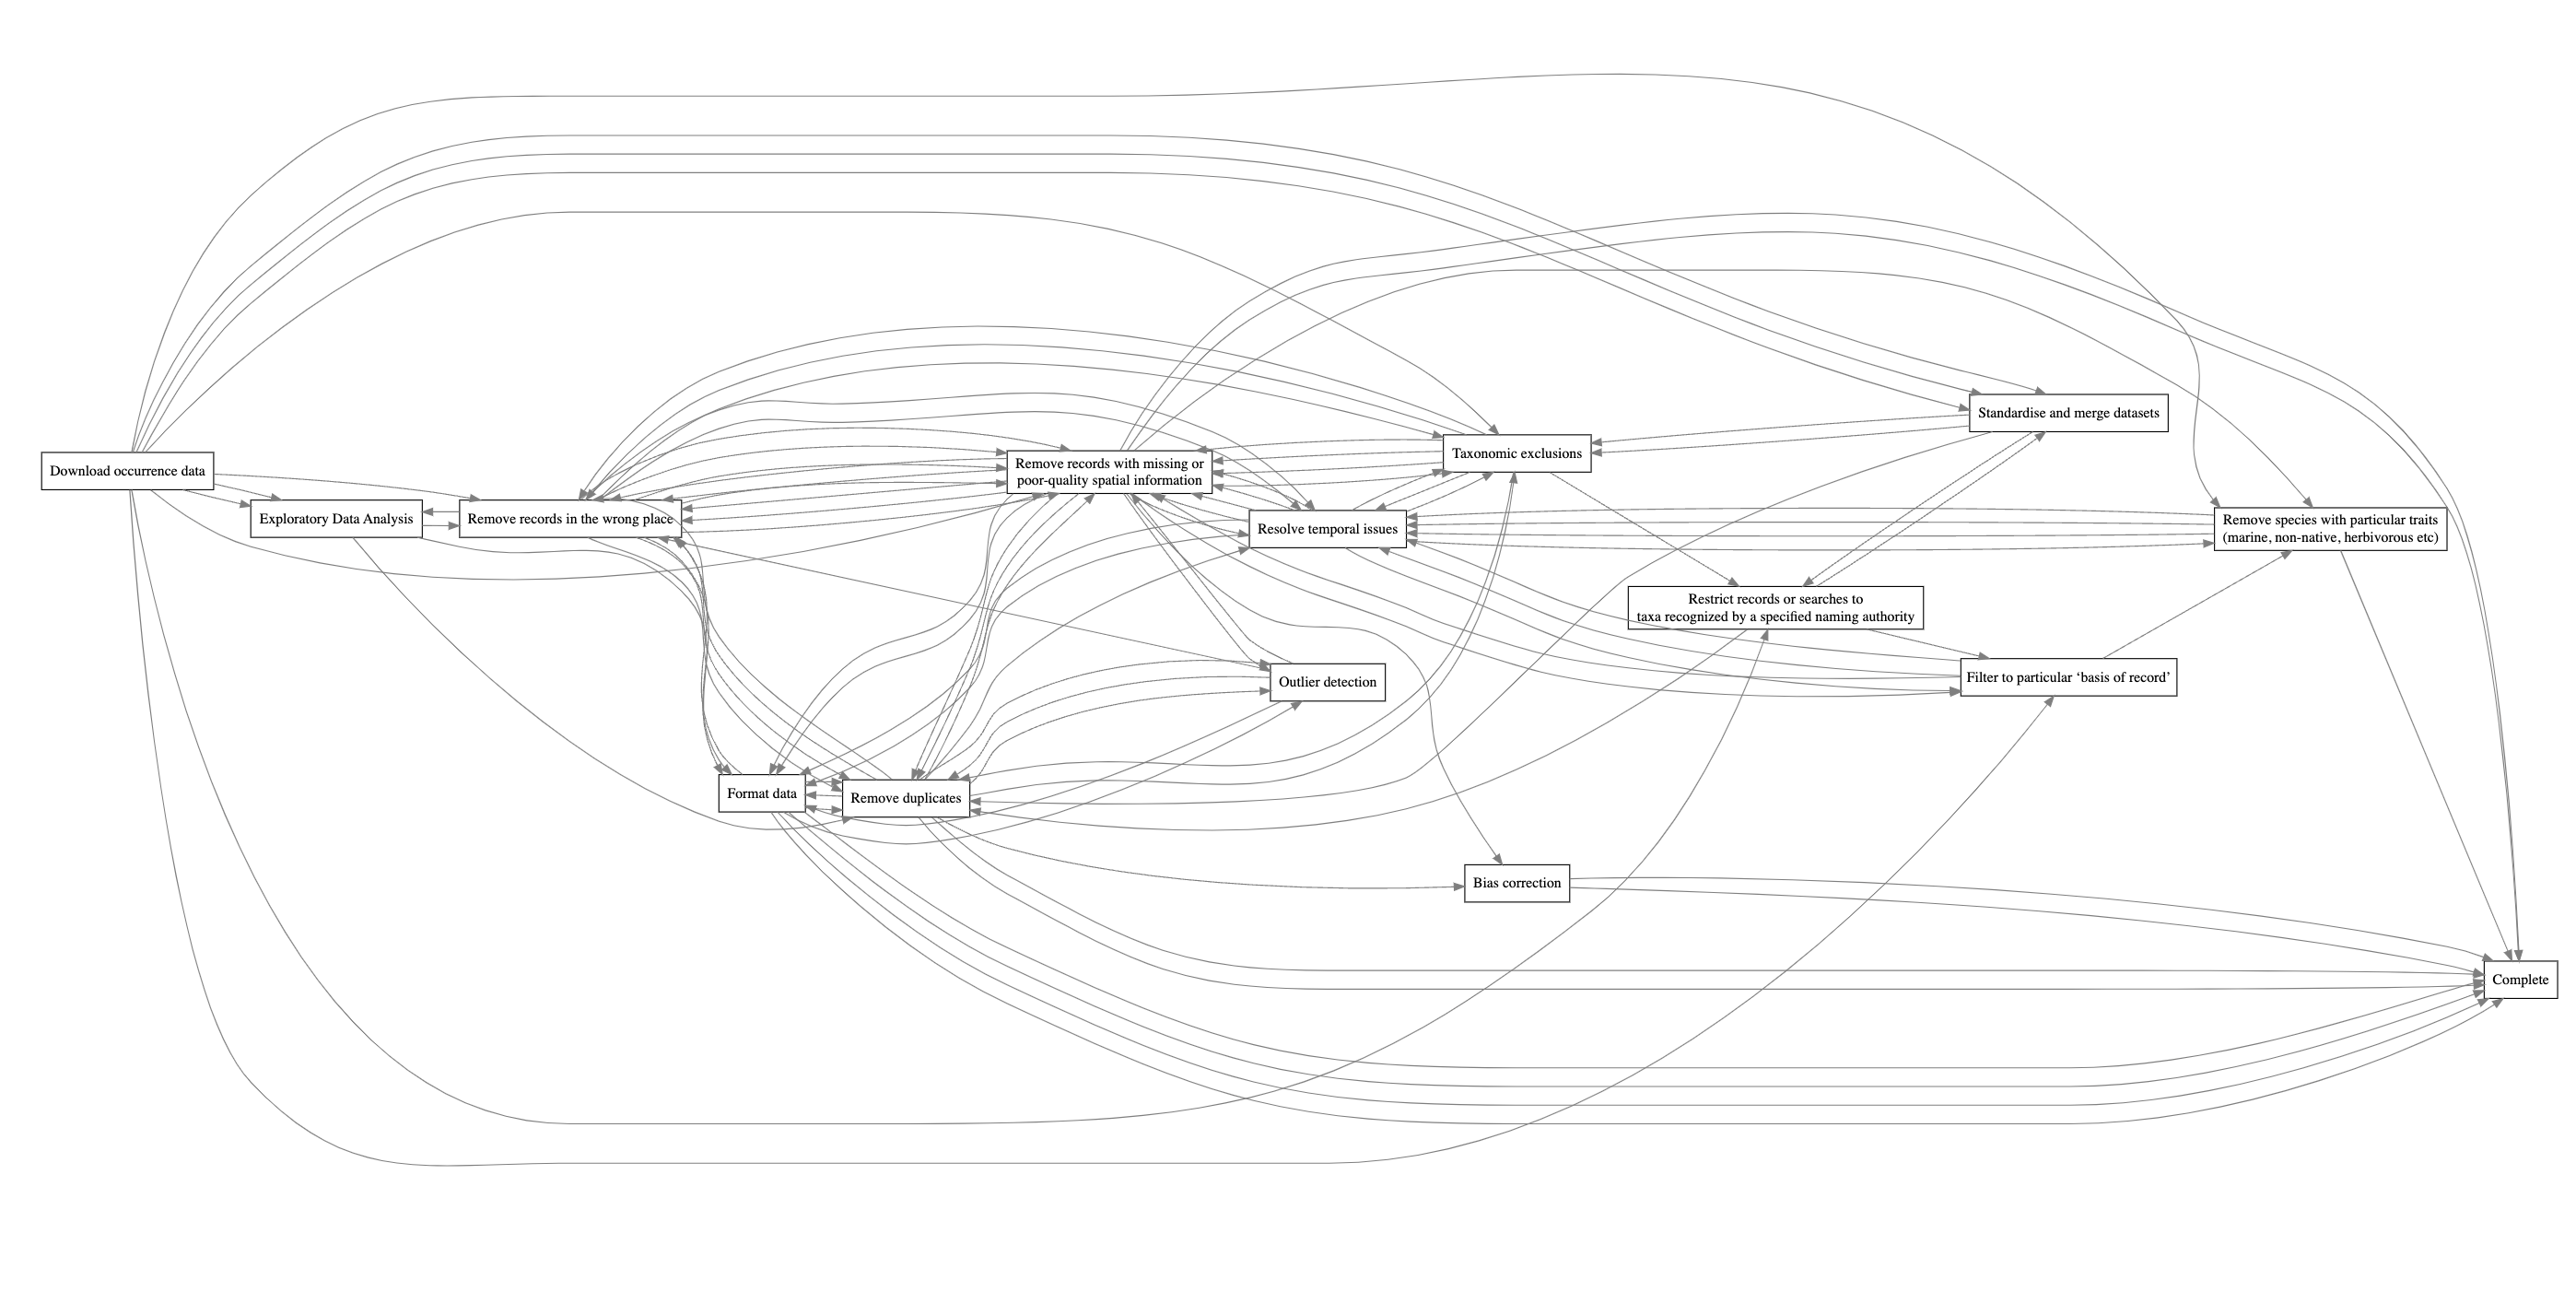 Download occurrence data
Exploratory Data Analysis
Remove records in the wrong place
Remove records with missing or
poor-quality spatial information
Taxonomic exclusions
Resolve temporal issues
Standardise and merge datasets
Remove species with particular traits
(marine, non-native, herbivorous etc)
Restrict records or searches to
taxa recognized by a specified naming authority
Filter to particular ‘basis of record’
Outlier detection
Format data
Remove duplicates
Bias correction
Complete